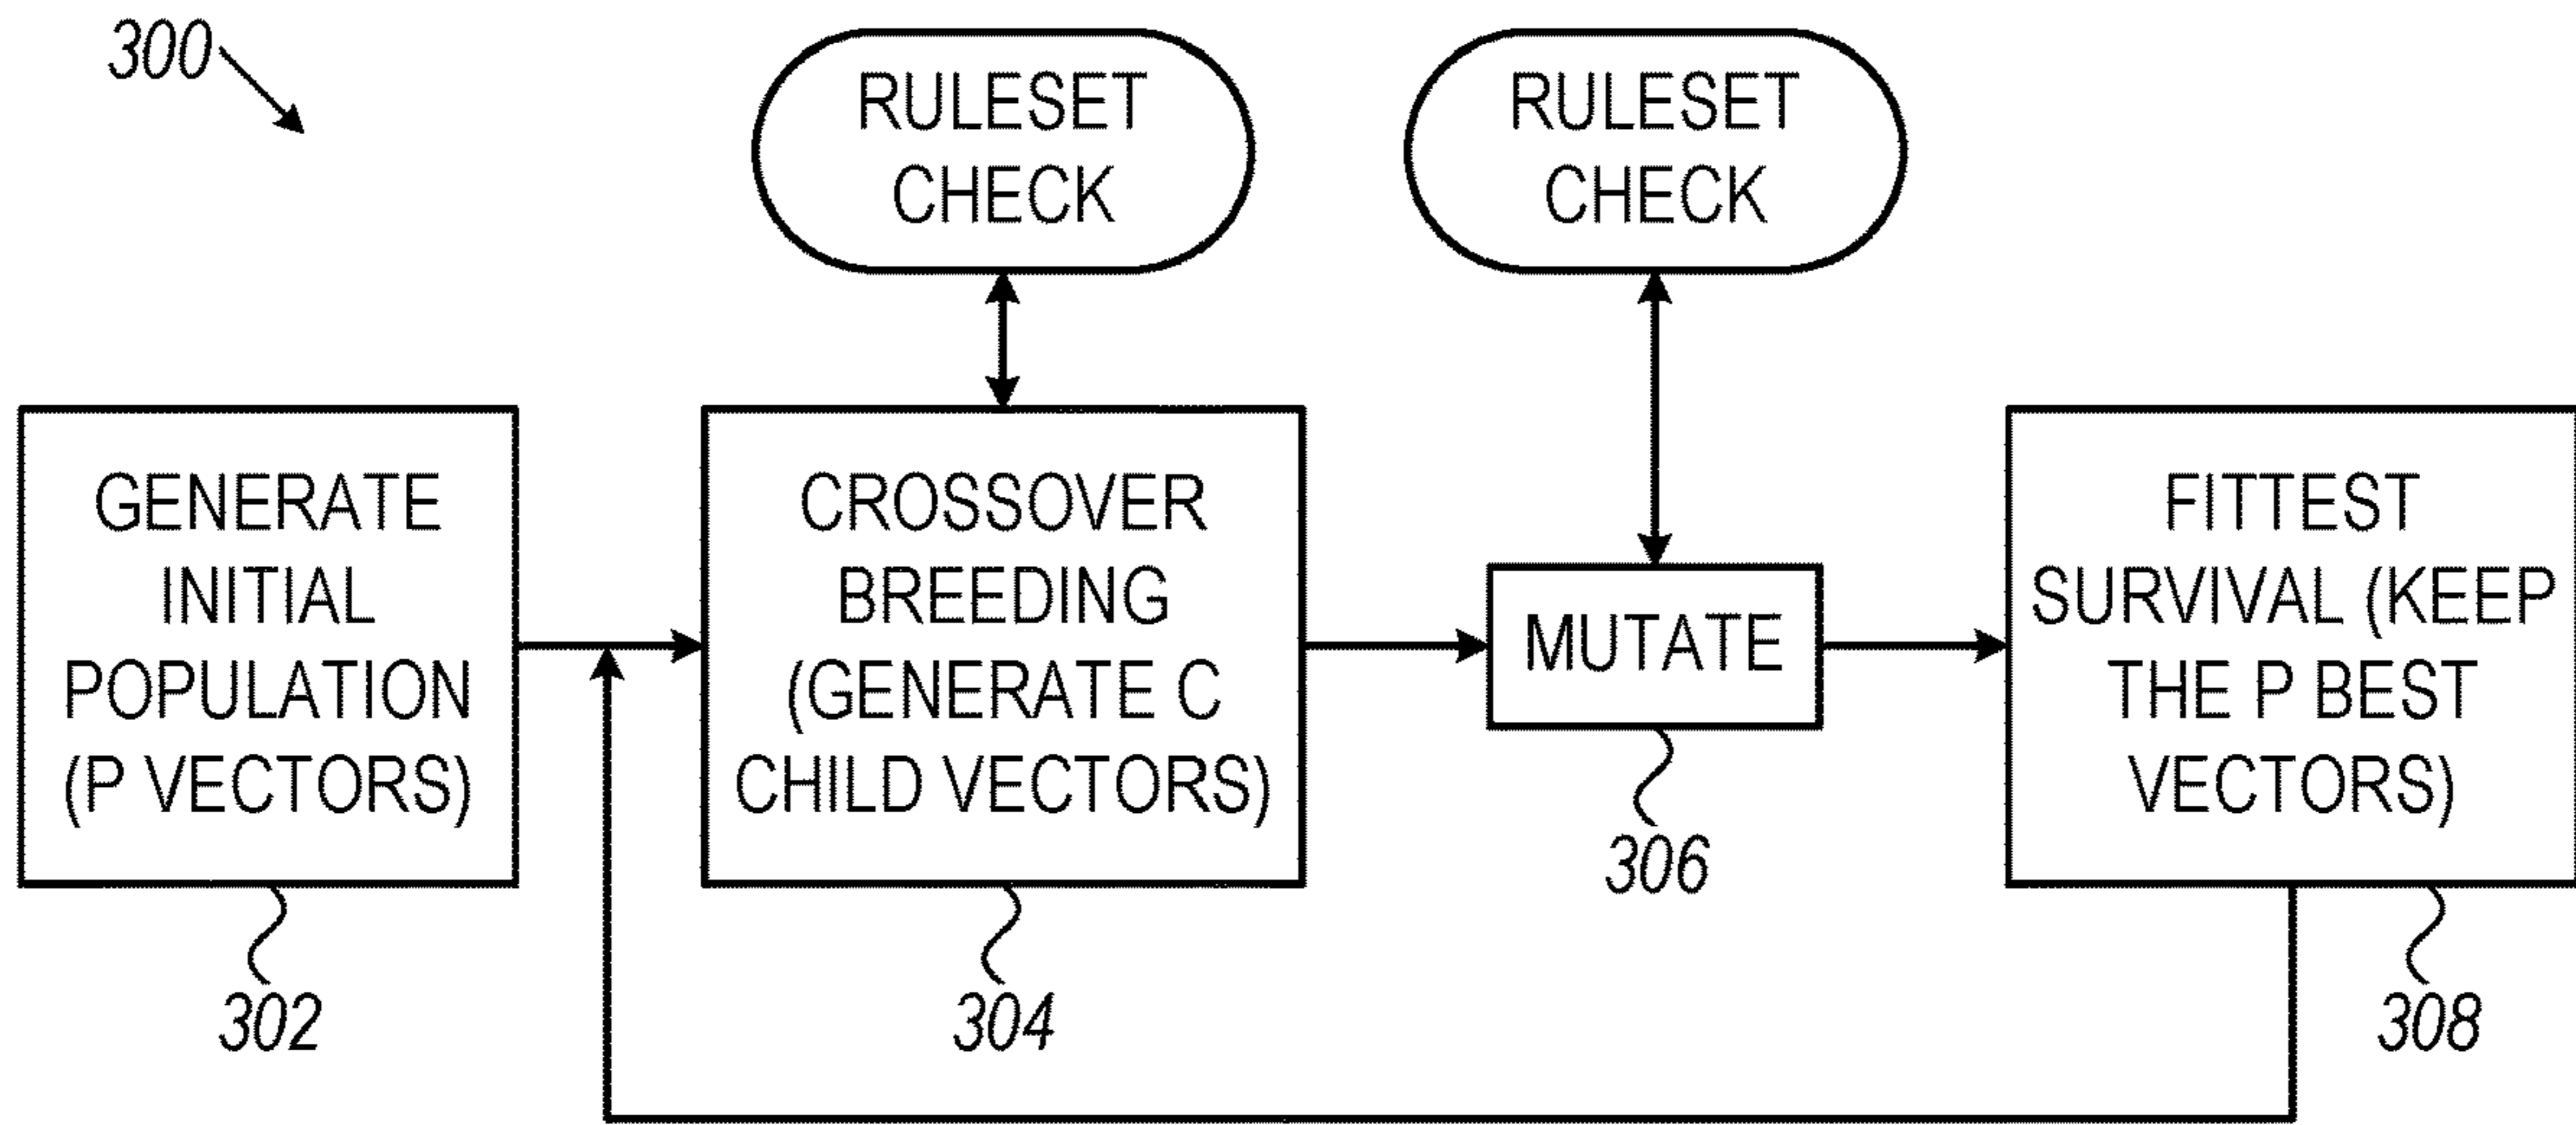 300
RULESET
CHECK
RULESET
CHECK
GENERATE
INITIAL
POPULATION
(P VECTORS)
CROSSOVER
BREEDING
(GENERATE C
CHILD VECTORS)
MUTATE
FITTEST
SURVIVAL (KEEP
THE P BEST
VECTORS)
302
304
306
308